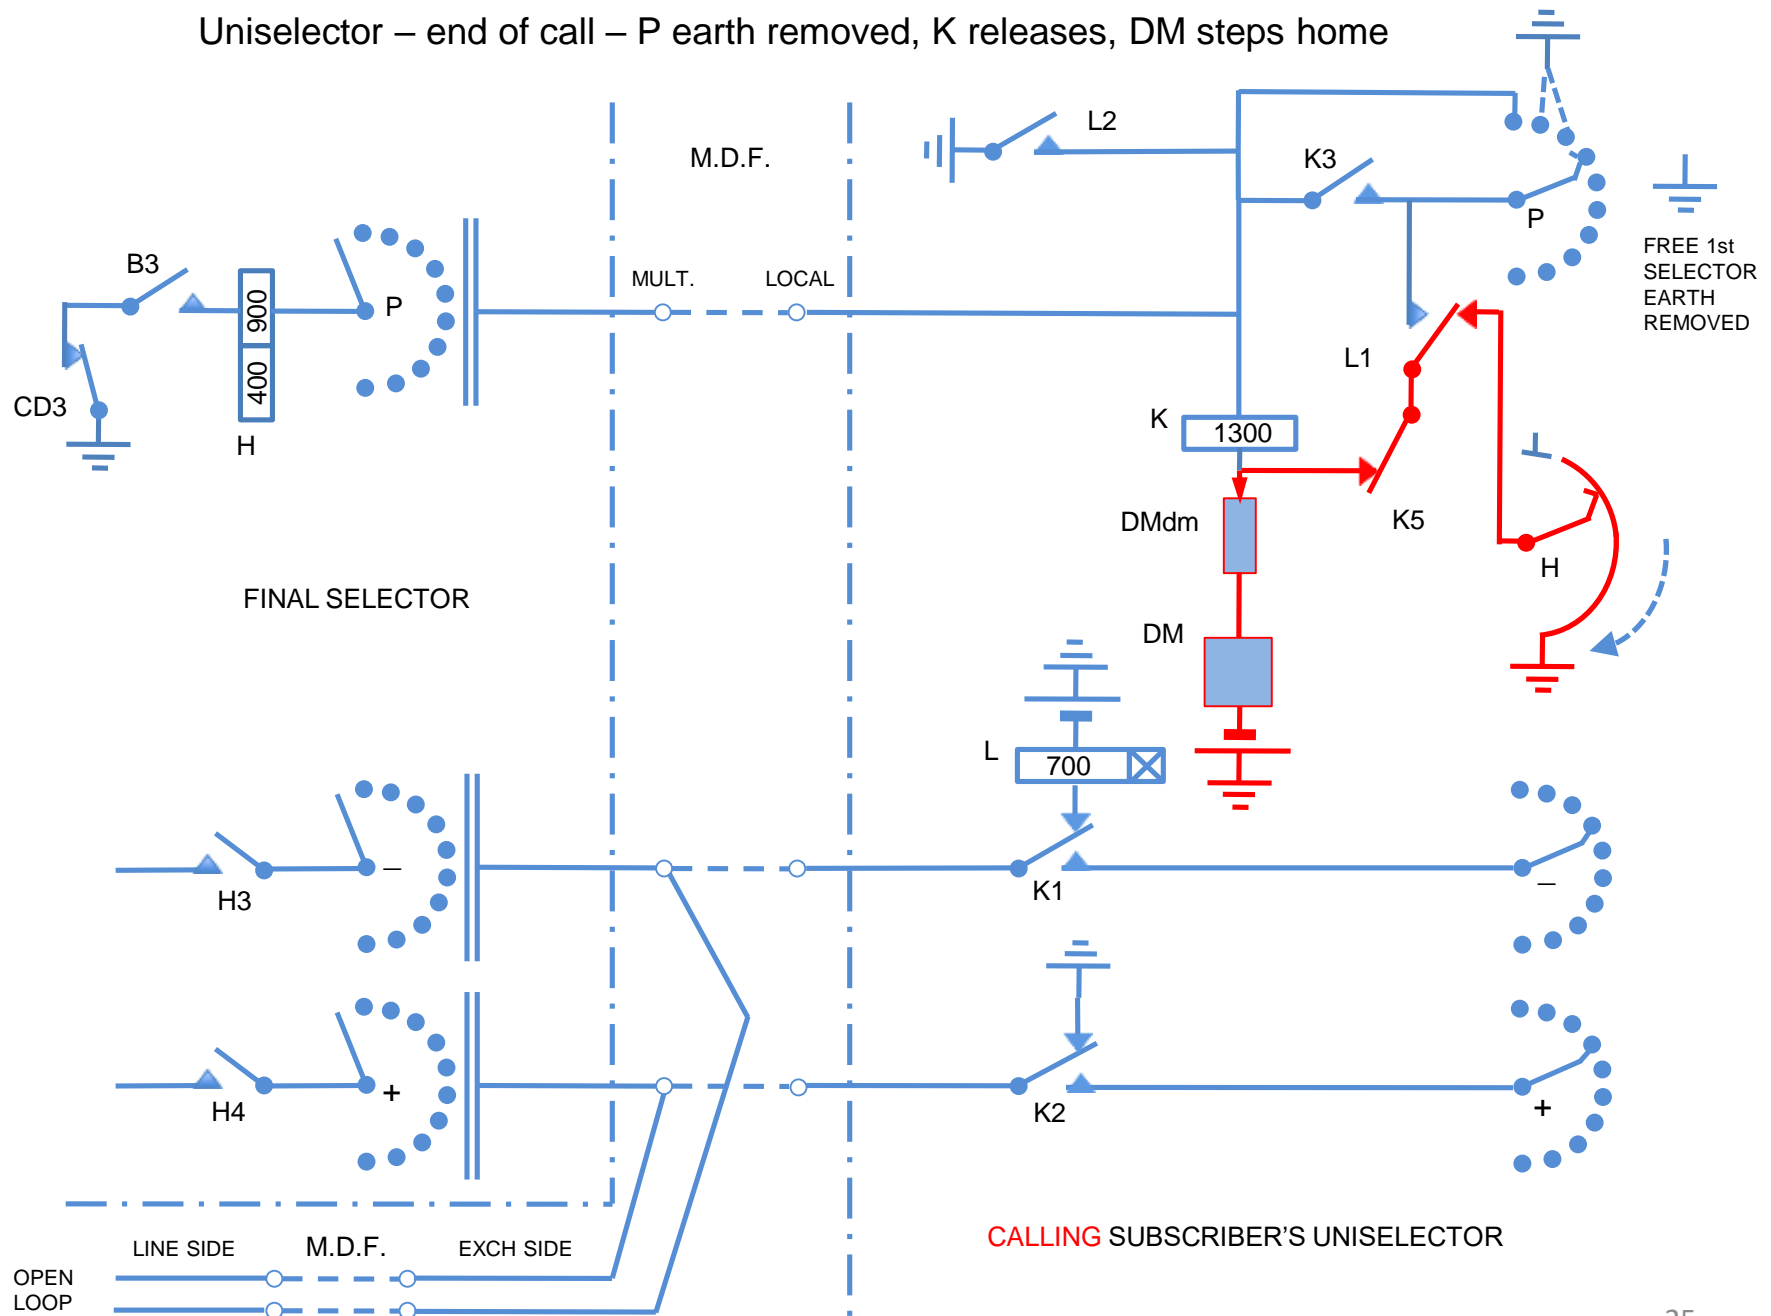 Uniselector – end of call – P earth removed, K releases, DM steps home
L2
M.D.F.
K3
P
FREE 1st
SELECTOR
EARTH
REMOVED
B3
MULT.
LOCAL
900
P
L1
400
CD3
H
K
1300
DMdm
K5
H
FINAL SELECTOR
DM
L
700
–
H3
K1
–
+
H4
K2
+
CALLING SUBSCRIBER'S UNISELECTOR
LINE SIDE
M.D.F.
EXCH SIDE
OPEN
LOOP